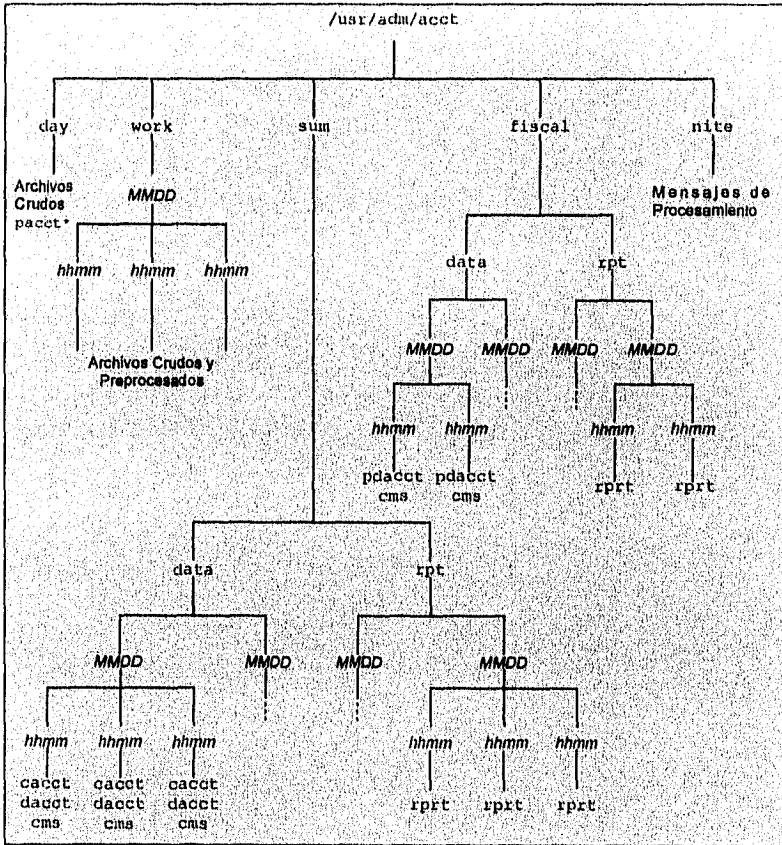 /usr/adm/acct
day work sum fiscal nite
Archivos
Crudos
pacct*
MMDD
Mensajes de
Procesamiento
hhmm hhmm hhmm
Archivos Crudos y
Preprocesados
data rpt
MMDD MMDD MMDD MMDD
hhmm hhmm hhmm hhmm
pdacct pdacct
cms cms
rprt rprt
data rpt
MMDD MMDD MMDD MMDD
hhmm hhmm hhmm hhmm hhmm hhmm
cacct cacct cacct
dacct dacct dacct
cms cms cms
rprt rprt rprt